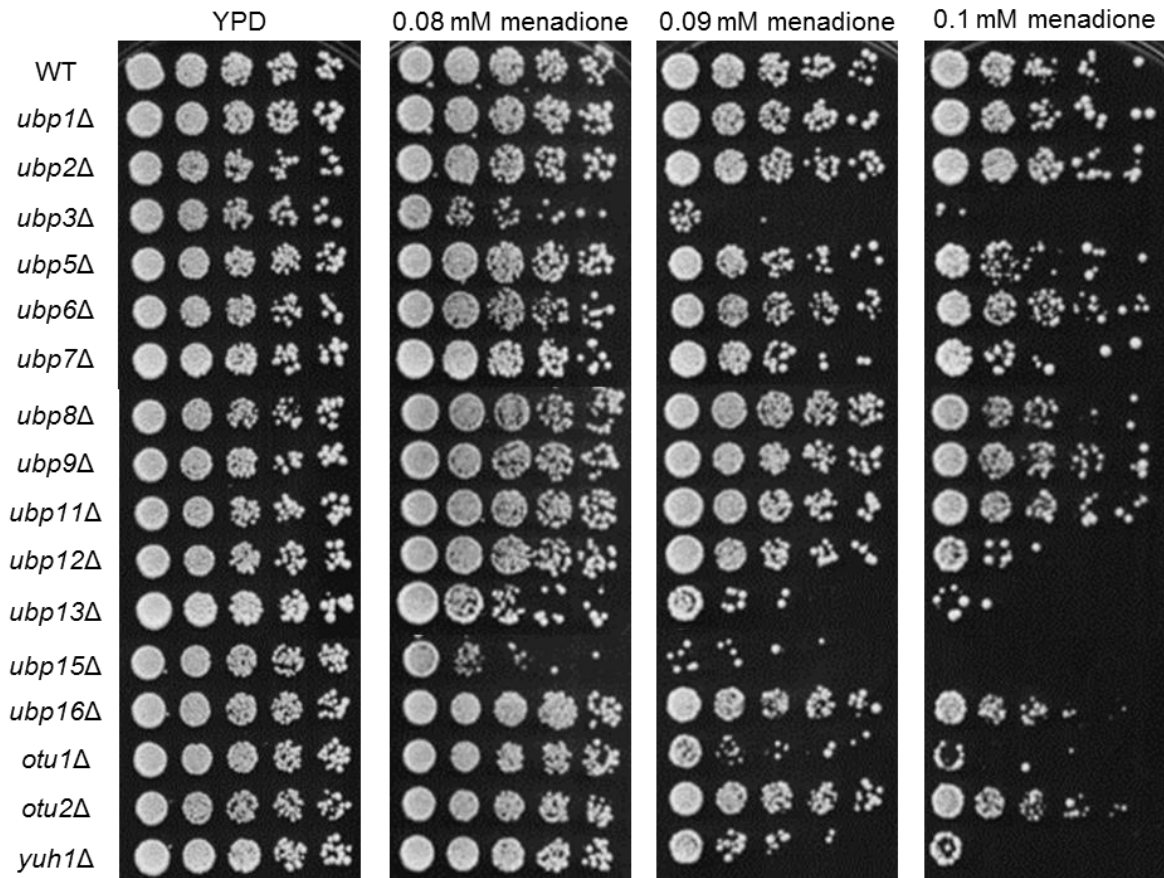 YPD 0.08 mM menadione 0.09 mM menadione 0.1 mM menadione
WT
ubp1Δ
ubp2Δ
ubp3Δ
ubp5Δ
ubp6Δ
ubp7Δ
ubp8Δ
ubp9Δ
ubp11Δ
ubp12Δ
ubp13Δ
ubp15Δ
ubp16Δ
otu1Δ
otu2Δ
yuh1Δ